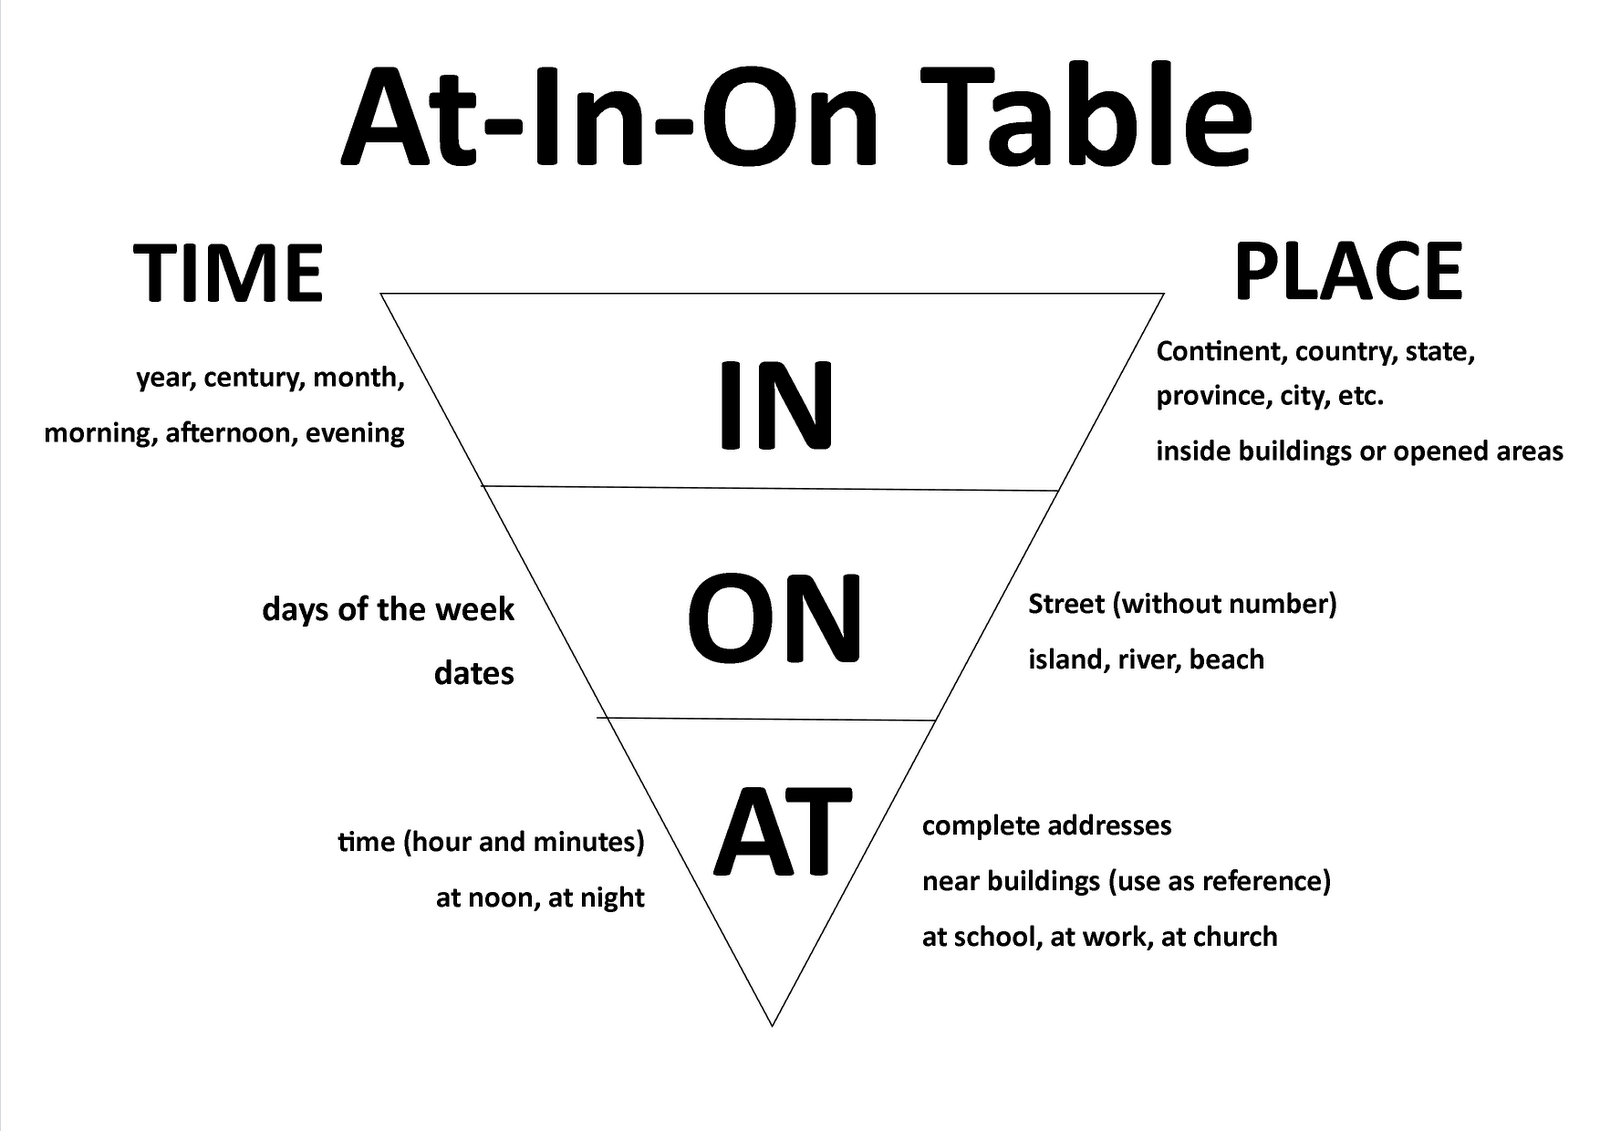 At-In-On Table
TIME
PLACE
IN
year, century, month,
morning, afternoon, evening
Continent, country, state,
province, city, etc.
inside buildings or opened areas
ON
days of the week
dates
Street (without number)
island, river, beach
AT
time (hour and minutes)
at noon, at night
complete addresses
near buildings (use as reference)
at school, at work, at church